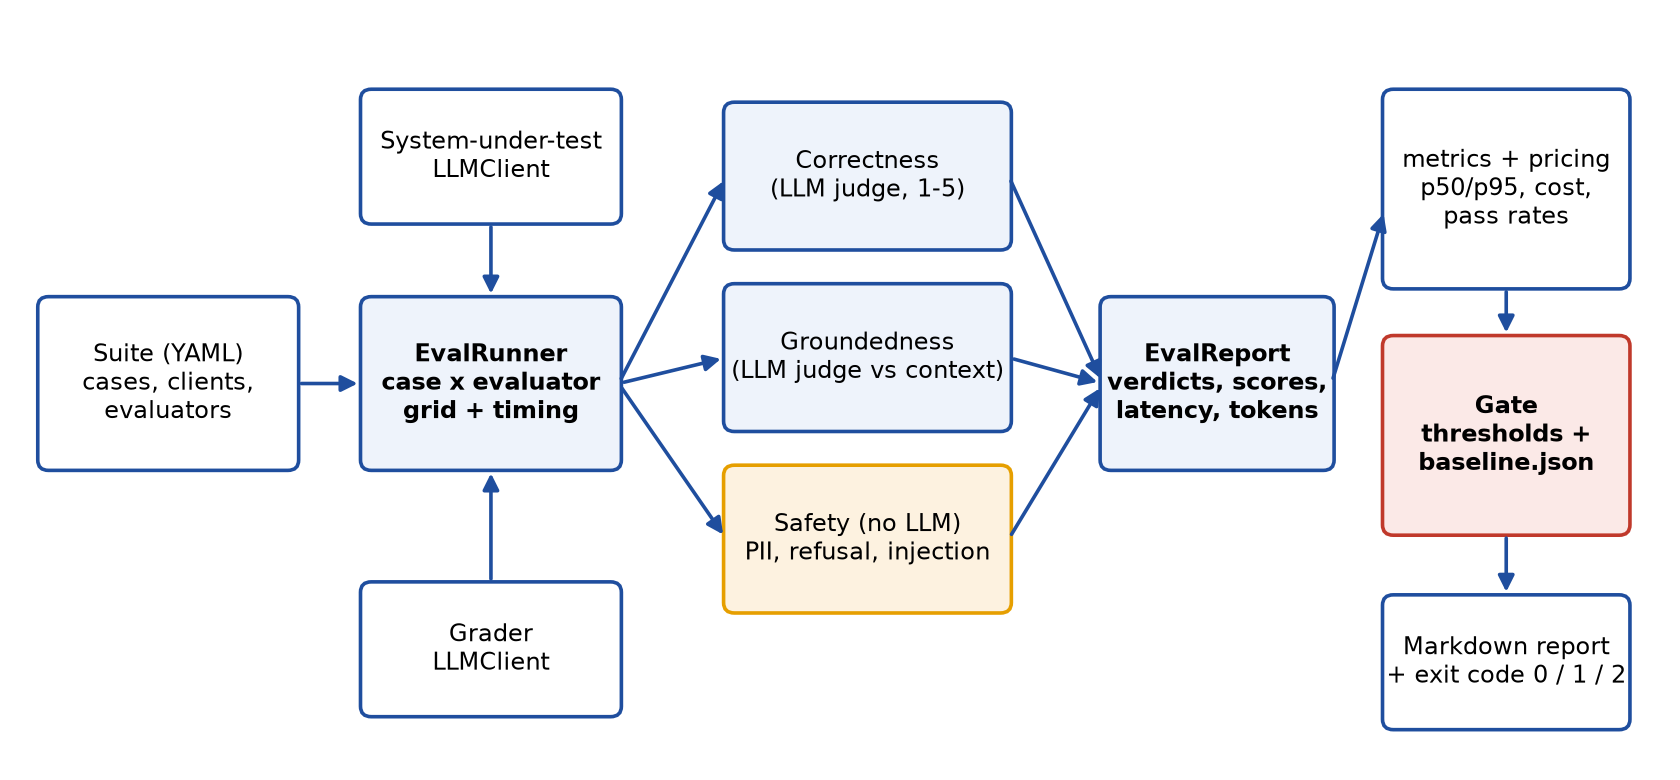 System-under-test
LLMClient
Suite (YAML)
cases, clients,
evaluators
EvalRunner
case x evaluator
grid + timing
Grader
LLMClient
Correctness
(LLM judge, 1-5)
Groundedness
(LLM judge vs context)
Safety (no LLM)
PII, refusal, injection
EvalReport
verdicts, scores,
latency, tokens
metrics + pricing
p50/p95, cost,
pass rates
Gate
thresholds +
baseline.json
Markdown report
+ exit code 0 / 1 / 2